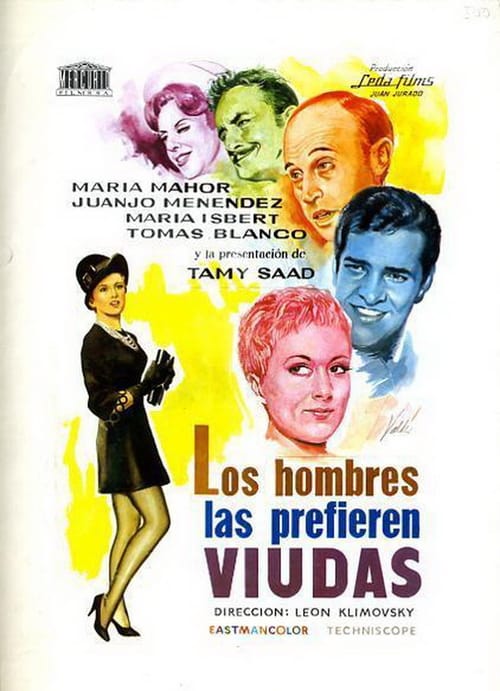 MERCURIO
FILMS S.A.
Producción
Leda films
JUAN JURADO
MARIA MAHOR
JUANJO MENENDEZ
MARIA ISBERT
TOMAS BLANCO
y la presentación de
TAMY SAAD
Los hombres
las prefieren
VIUDAS
DIRECCION: LEON KLIMOVSKY
EASTMANCOLOR TECHNISCOPE